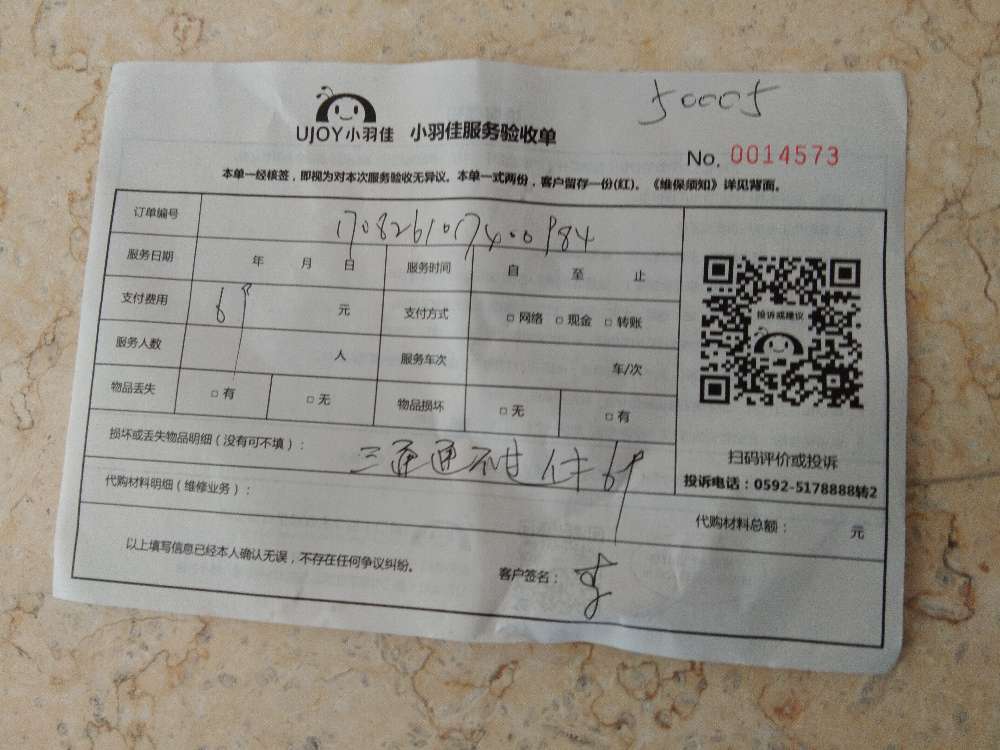 50005
UJOY小羽佳 小羽佳服务验收单
No. 0014573
本单一经核签，即视为对本次服务验收无异议。本单一式两份，客户留存一份(红)。《维保须知》详见背面。
订单编号
服务日期 年 月 日 服务时间 自 至 止
支付费用 69 元 支付方式 □ 网络 □ 现金 □ 转账
服务人数 人 服务车次 车/次
物品丢失 □ 有 □ 无 物品损坏 □ 无 □ 有
投诉或建议
扫码评价或投诉
投诉电话：0592-5178888转2
损坏或丢失物品明细（没有可不填）： 三
代购材料明细（维修业务）：
代购材料总额： 元
以上填写信息已经本人确认无误，不存在任何争议纠纷。
客户签名：